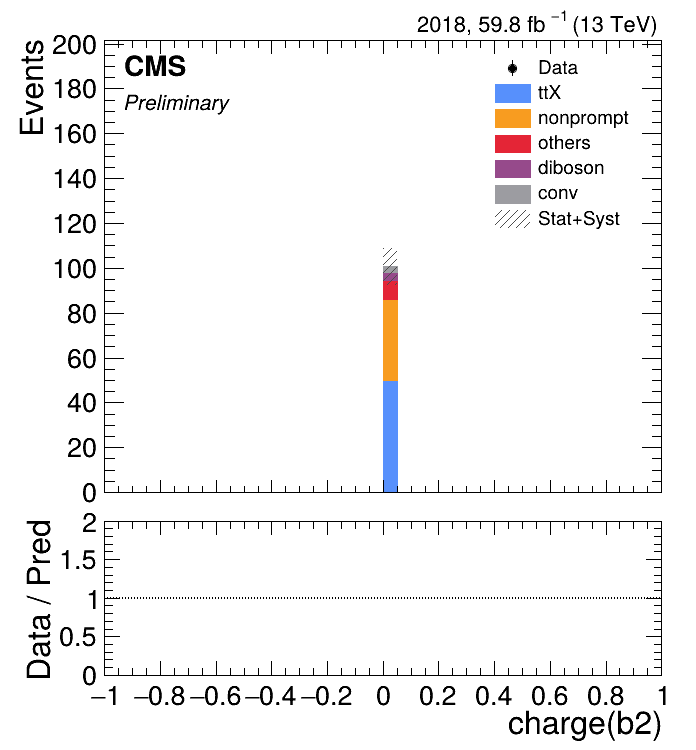 2018, 59.8 fb⁻¹ (13 TeV)
CMS
Preliminary
Data
ttX
nonprompt
others
diboson
conv
Stat+Syst
Events
200
180
160
140
120
100
80
60
40
20
0
Data / Pred
2
1.5
1
0.5
0
−1 −0.8 −0.6 −0.4 −0.2 0 0.2 0.4 0.6 0.8 1
charge(b2)